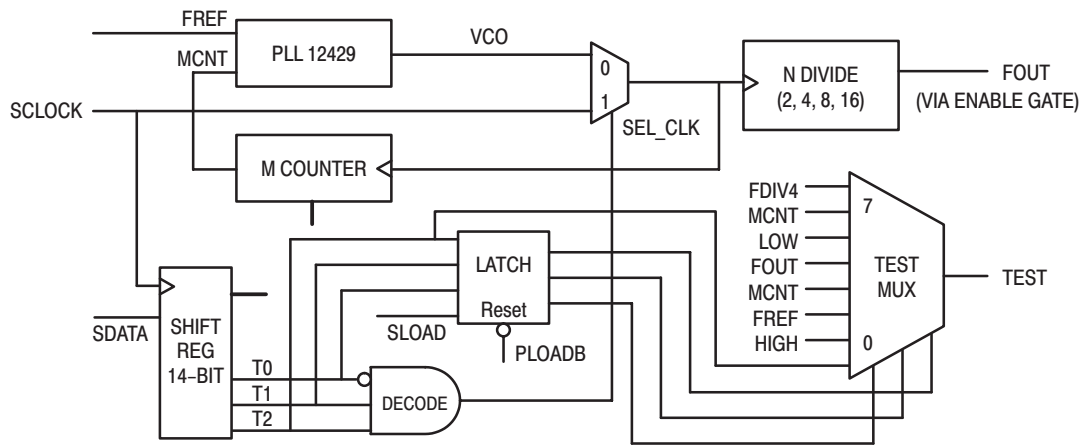 FREF
PLL 12429
VCO
MCNT
SCLOCK
0
1
SEL_CLK
N DIVIDE
(2, 4, 8, 16)
FOUT
(VIA ENABLE GATE)
M COUNTER
FDIV4
MCNT
LOW
FOUT
MCNT
FREF
HIGH
7
TEST
MUX
0
TEST
LATCH
Reset
SLOAD
PLOADB
SDATA
SHIFT
REG
14–BIT
T0
T1
T2
DECODE